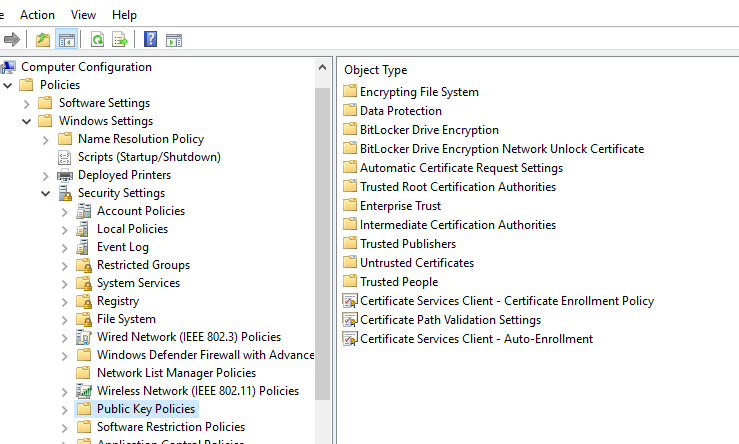 Action View Help
Computer Configuration
Policies
Software Settings
Windows Settings
Name Resolution Policy
Scripts (Startup/Shutdown)
Deployed Printers
Security Settings
Account Policies
Local Policies
Event Log
Restricted Groups
System Services
Registry
File System
Wired Network (IEEE 802.3) Policies
Windows Defender Firewall with Advance
Network List Manager Policies
Wireless Network (IEEE 802.11) Policies
Public Key Policies
Software Restriction Policies
Application Control Policies
Object Type
Encrypting File System
Data Protection
BitLocker Drive Encryption
BitLocker Drive Encryption Network Unlock Certificate
Automatic Certificate Request Settings
Trusted Root Certification Authorities
Enterprise Trust
Intermediate Certification Authorities
Trusted Publishers
Untrusted Certificates
Trusted People
Certificate Services Client - Certificate Enrollment Policy
Certificate Path Validation Settings
Certificate Services Client - Auto-Enrollment